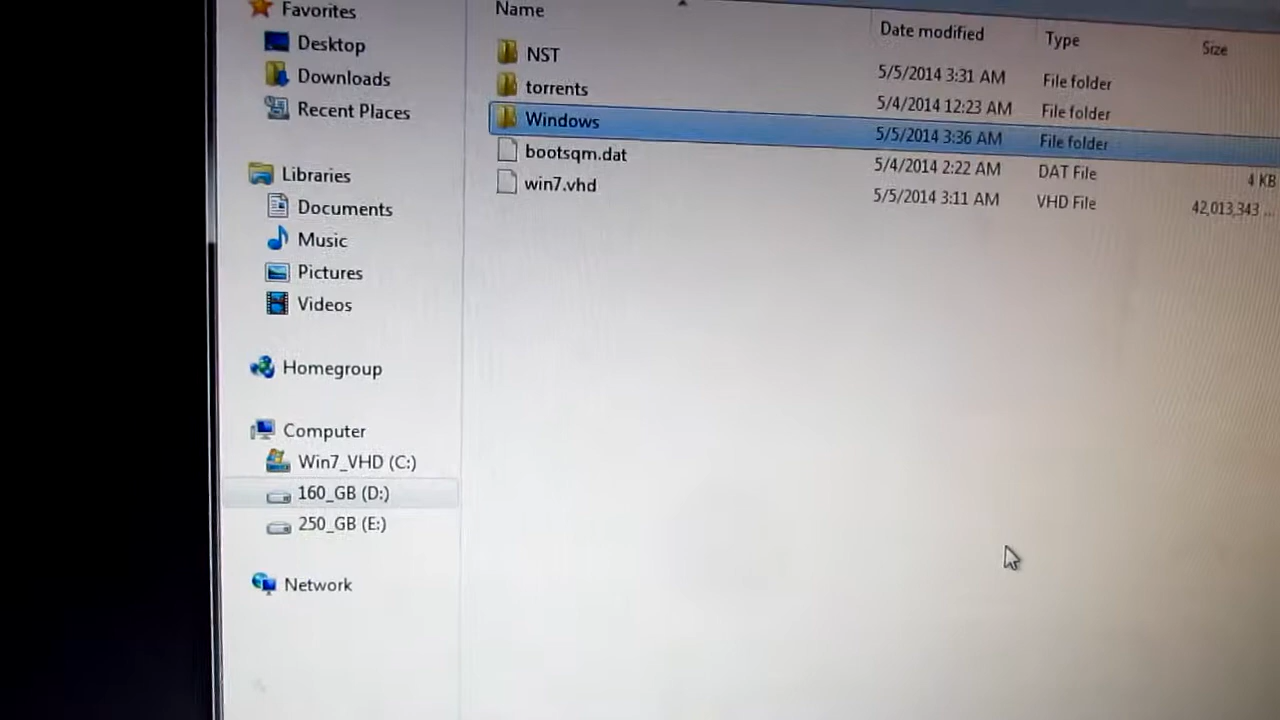 Favorites
Desktop
Downloads
Recent Places
Libraries
Documents
Music
Pictures
Videos
Homegroup
Computer
Win7_VHD (C:)
160_GB (D:)
250_GB (E:)
Network
Name Date modified Type Size
NST 5/5/2014 3:31 AM File folder
torrents 5/4/2014 12:23 AM File folder
Windows 5/5/2014 3:36 AM File folder
bootsqm.dat 5/4/2014 2:22 AM DAT File 4 KB
win7.vhd 5/5/2014 3:11 AM VHD File 42,013,343 ...